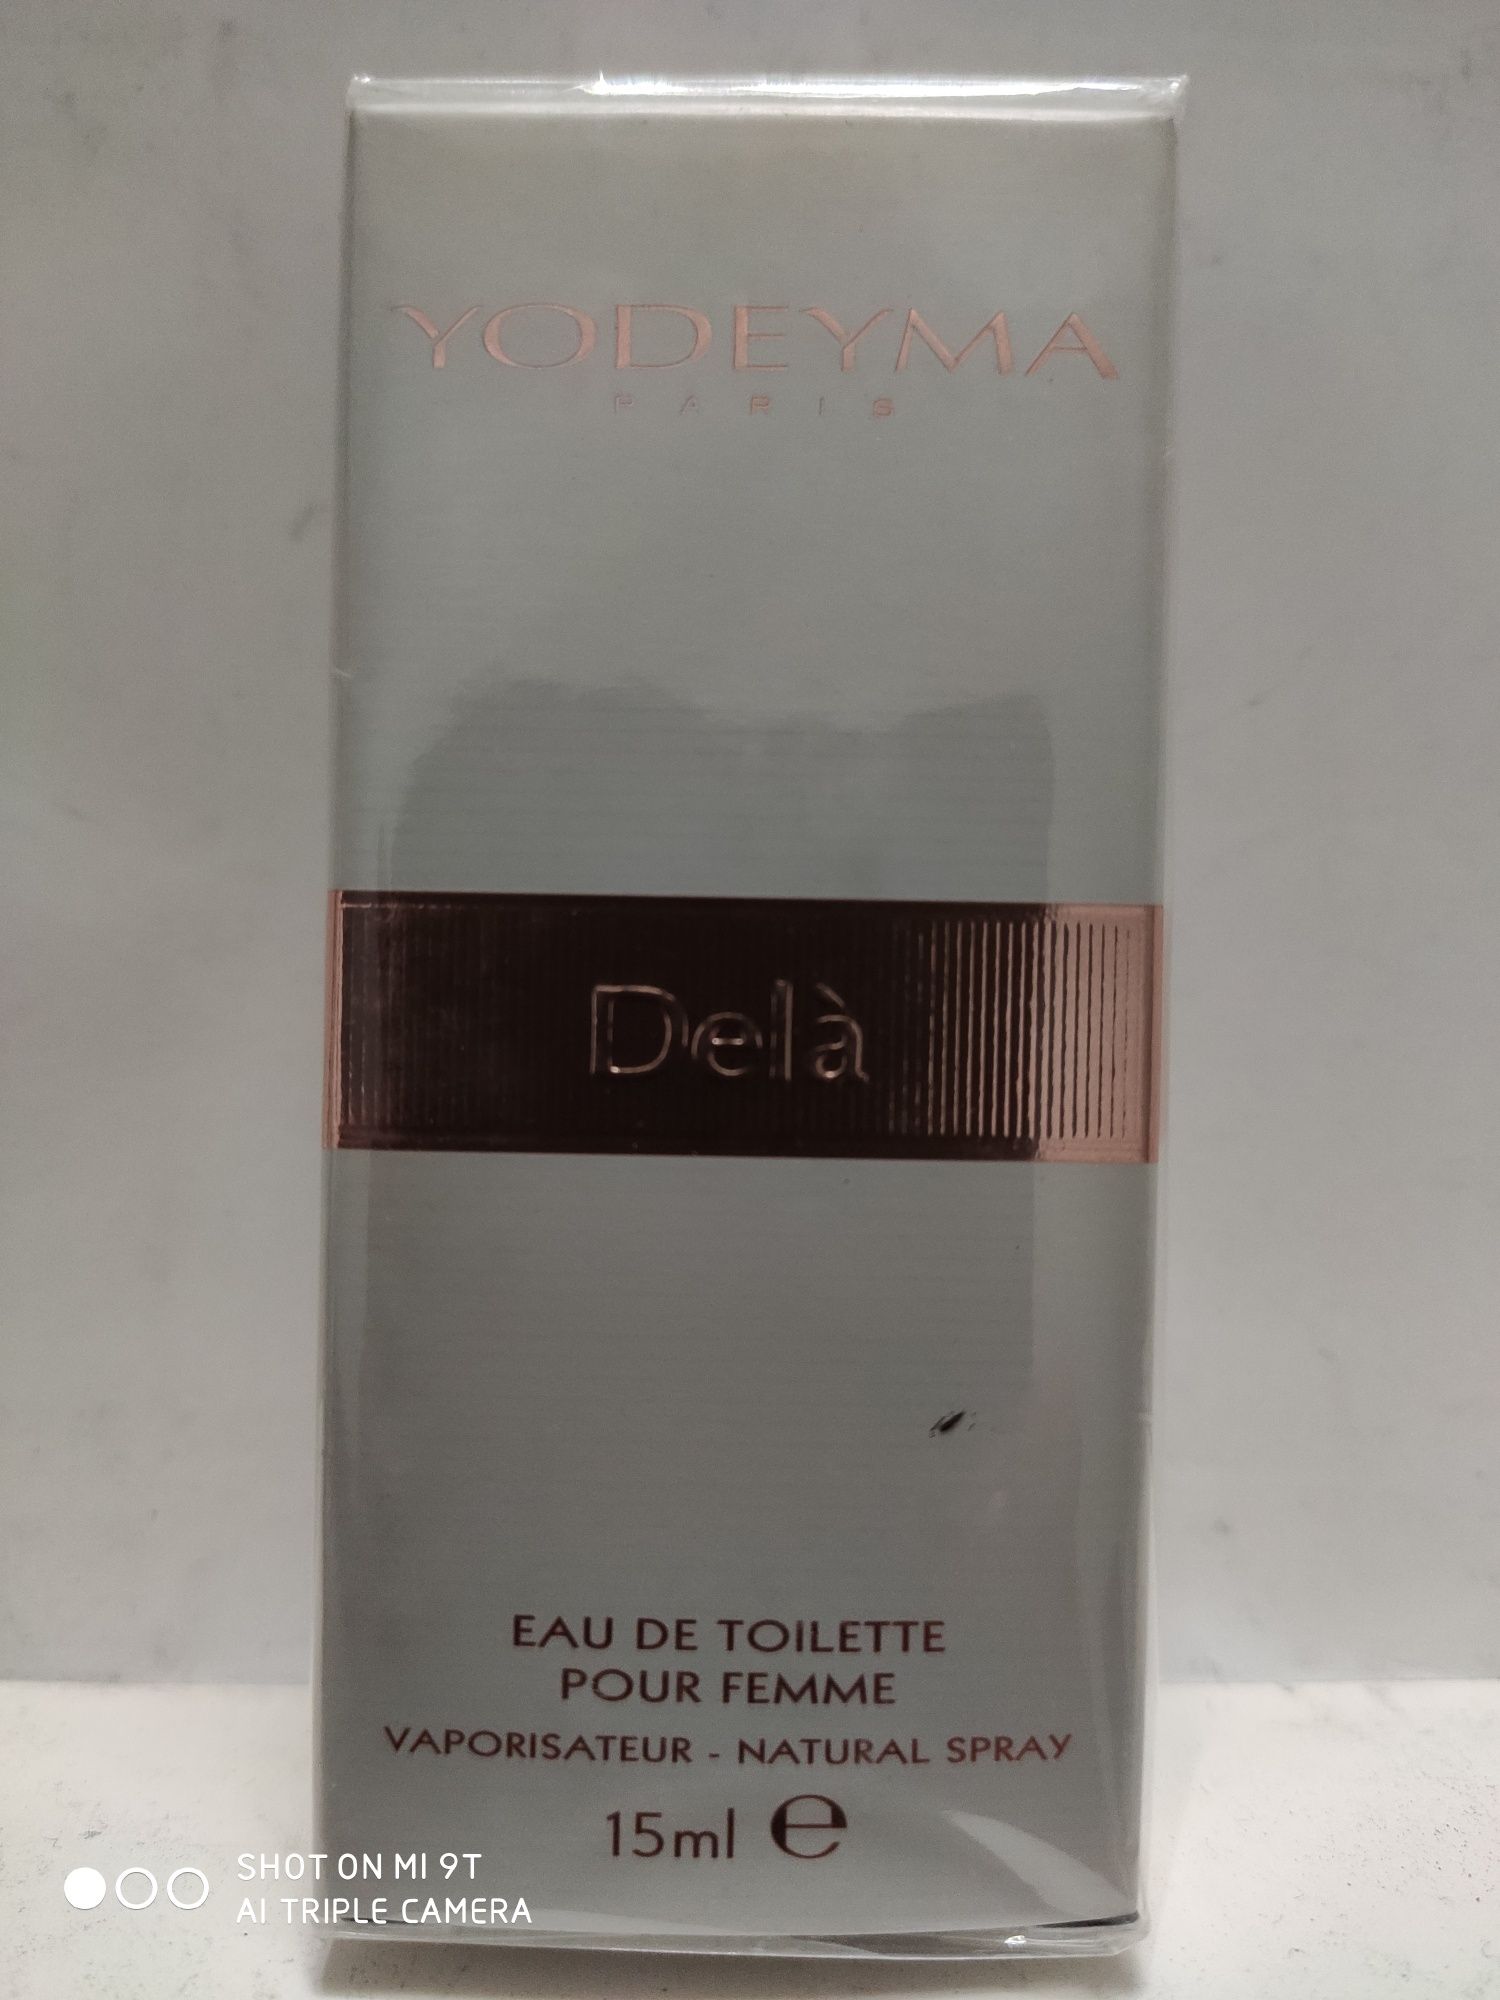 YODEYMA
PARIS
Delà
EAU DE TOILETTE
POUR FEMME
VAPORISATEUR - NATURAL SPRAY
15ml ℮
SHOT ON MI 9T
AI TRIPLE CAMERA